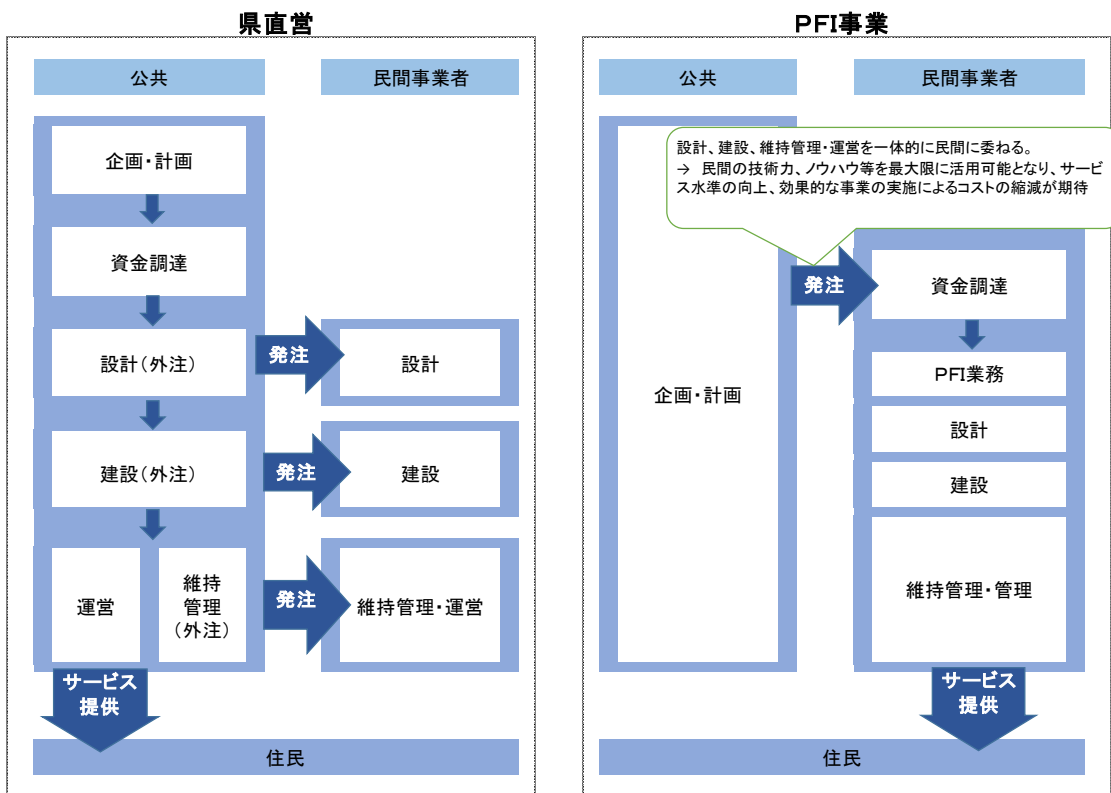 県直営
公共
民間事業者
企画・計画
資金調達
設計(外注)
発注
設計
建設(外注)
発注
建設
運営
維持
管理
(外注)
発注
維持管理・運営
サービス
提供
住民
PFI事業
公共
民間事業者
設計、建設、維持管理・運営を一体的に民間に委ねる。
→ 民間の技術力、ノウハウ等を最大限に活用可能となり、サービ
ス水準の向上、効果的な事業の実施によるコストの縮減が期待
企画・計画
発注
資金調達
PFI業務
設計
建設
維持管理・管理
サービス
提供
住民